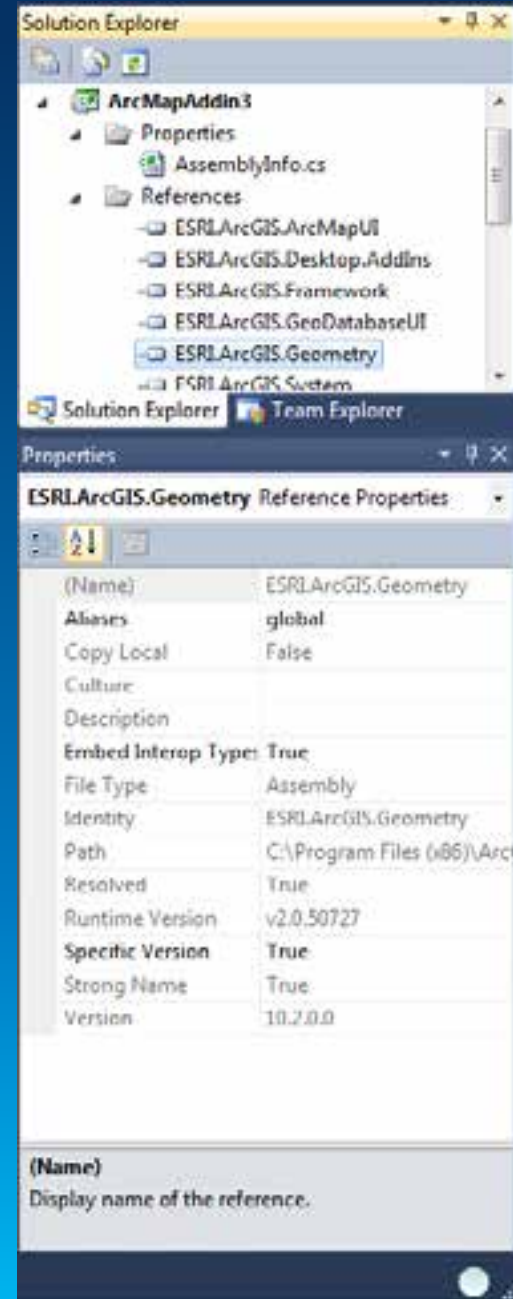 Solution Explorer
ArcMapAddin3
Properties
AssemblyInfo.cs
References
ESRI.ArcGIS.ArcMapUI
ESRI.ArcGIS.Desktop.AddIns
ESRI.ArcGIS.Framework
ESRI.ArcGIS.GeoDatabaseUI
ESRI.ArcGIS.Geometry
ESRI.ArcGIS.System
Solution Explorer Team Explorer
Properties
ESRI.ArcGIS.Geometry Reference Properties
(Name) ESRI.ArcGIS.Geometry
Aliases global
Copy Local False
Culture
Description
Embed Interop Types True
File Type Assembly
Identity ESRI.ArcGIS.Geometry
Path C:\Program Files (x86)\Arc
Resolved True
Runtime Version v2.0.50727
Specific Version True
Strong Name True
Version 10.2.0.0
(Name)
Display name of the reference.